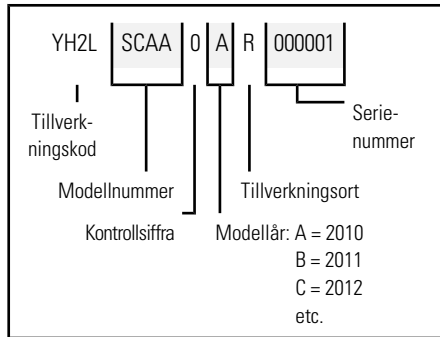 YH2L SCAA 0 A R 000001
Tillverk-
ningskod
Serie-
nummer
Modellnummer
Tillverkningsort
Kontrollsiffra
Modellår: A = 2010
B = 2011
C = 2012
etc.